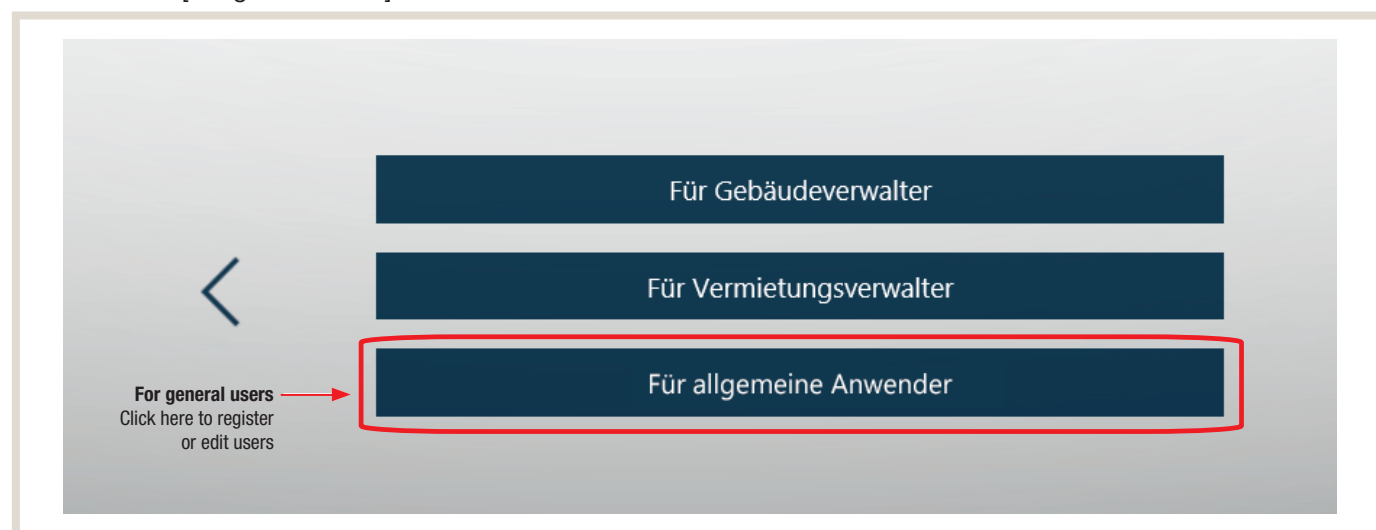 Für Gebäudeverwalter
Für Vermietungsverwalter
Für allgemeine Anwender
For general users
Click here to register
or edit users